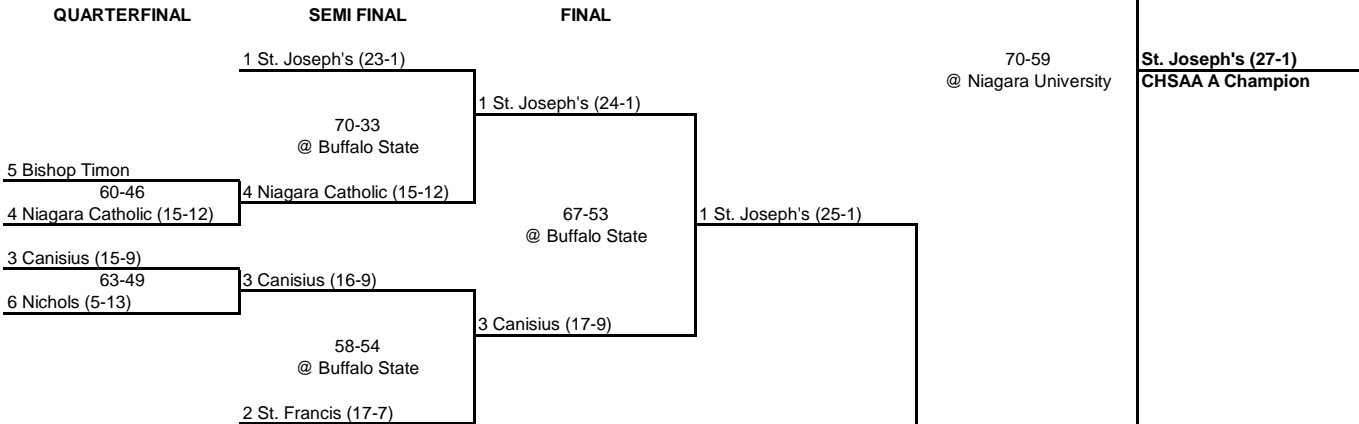 QUARTERFINAL SEMI FINAL FINAL
1 St. Joseph's (23-1) 70-59 St. Joseph's (27-1)
@ Niagara University CHSAA A Champion
1 St. Joseph's (24-1)
70-33
@ Buffalo State
5 Bishop Timon
60-46 4 Niagara Catholic (15-12)
4 Niagara Catholic (15-12) 67-53 1 St. Joseph's (25-1)
@ Buffalo State
3 Canisius (15-9)
63-49 3 Canisius (16-9)
6 Nichols (5-13)
3 Canisius (17-9)
58-54
@ Buffalo State
2 St. Francis (17-7)